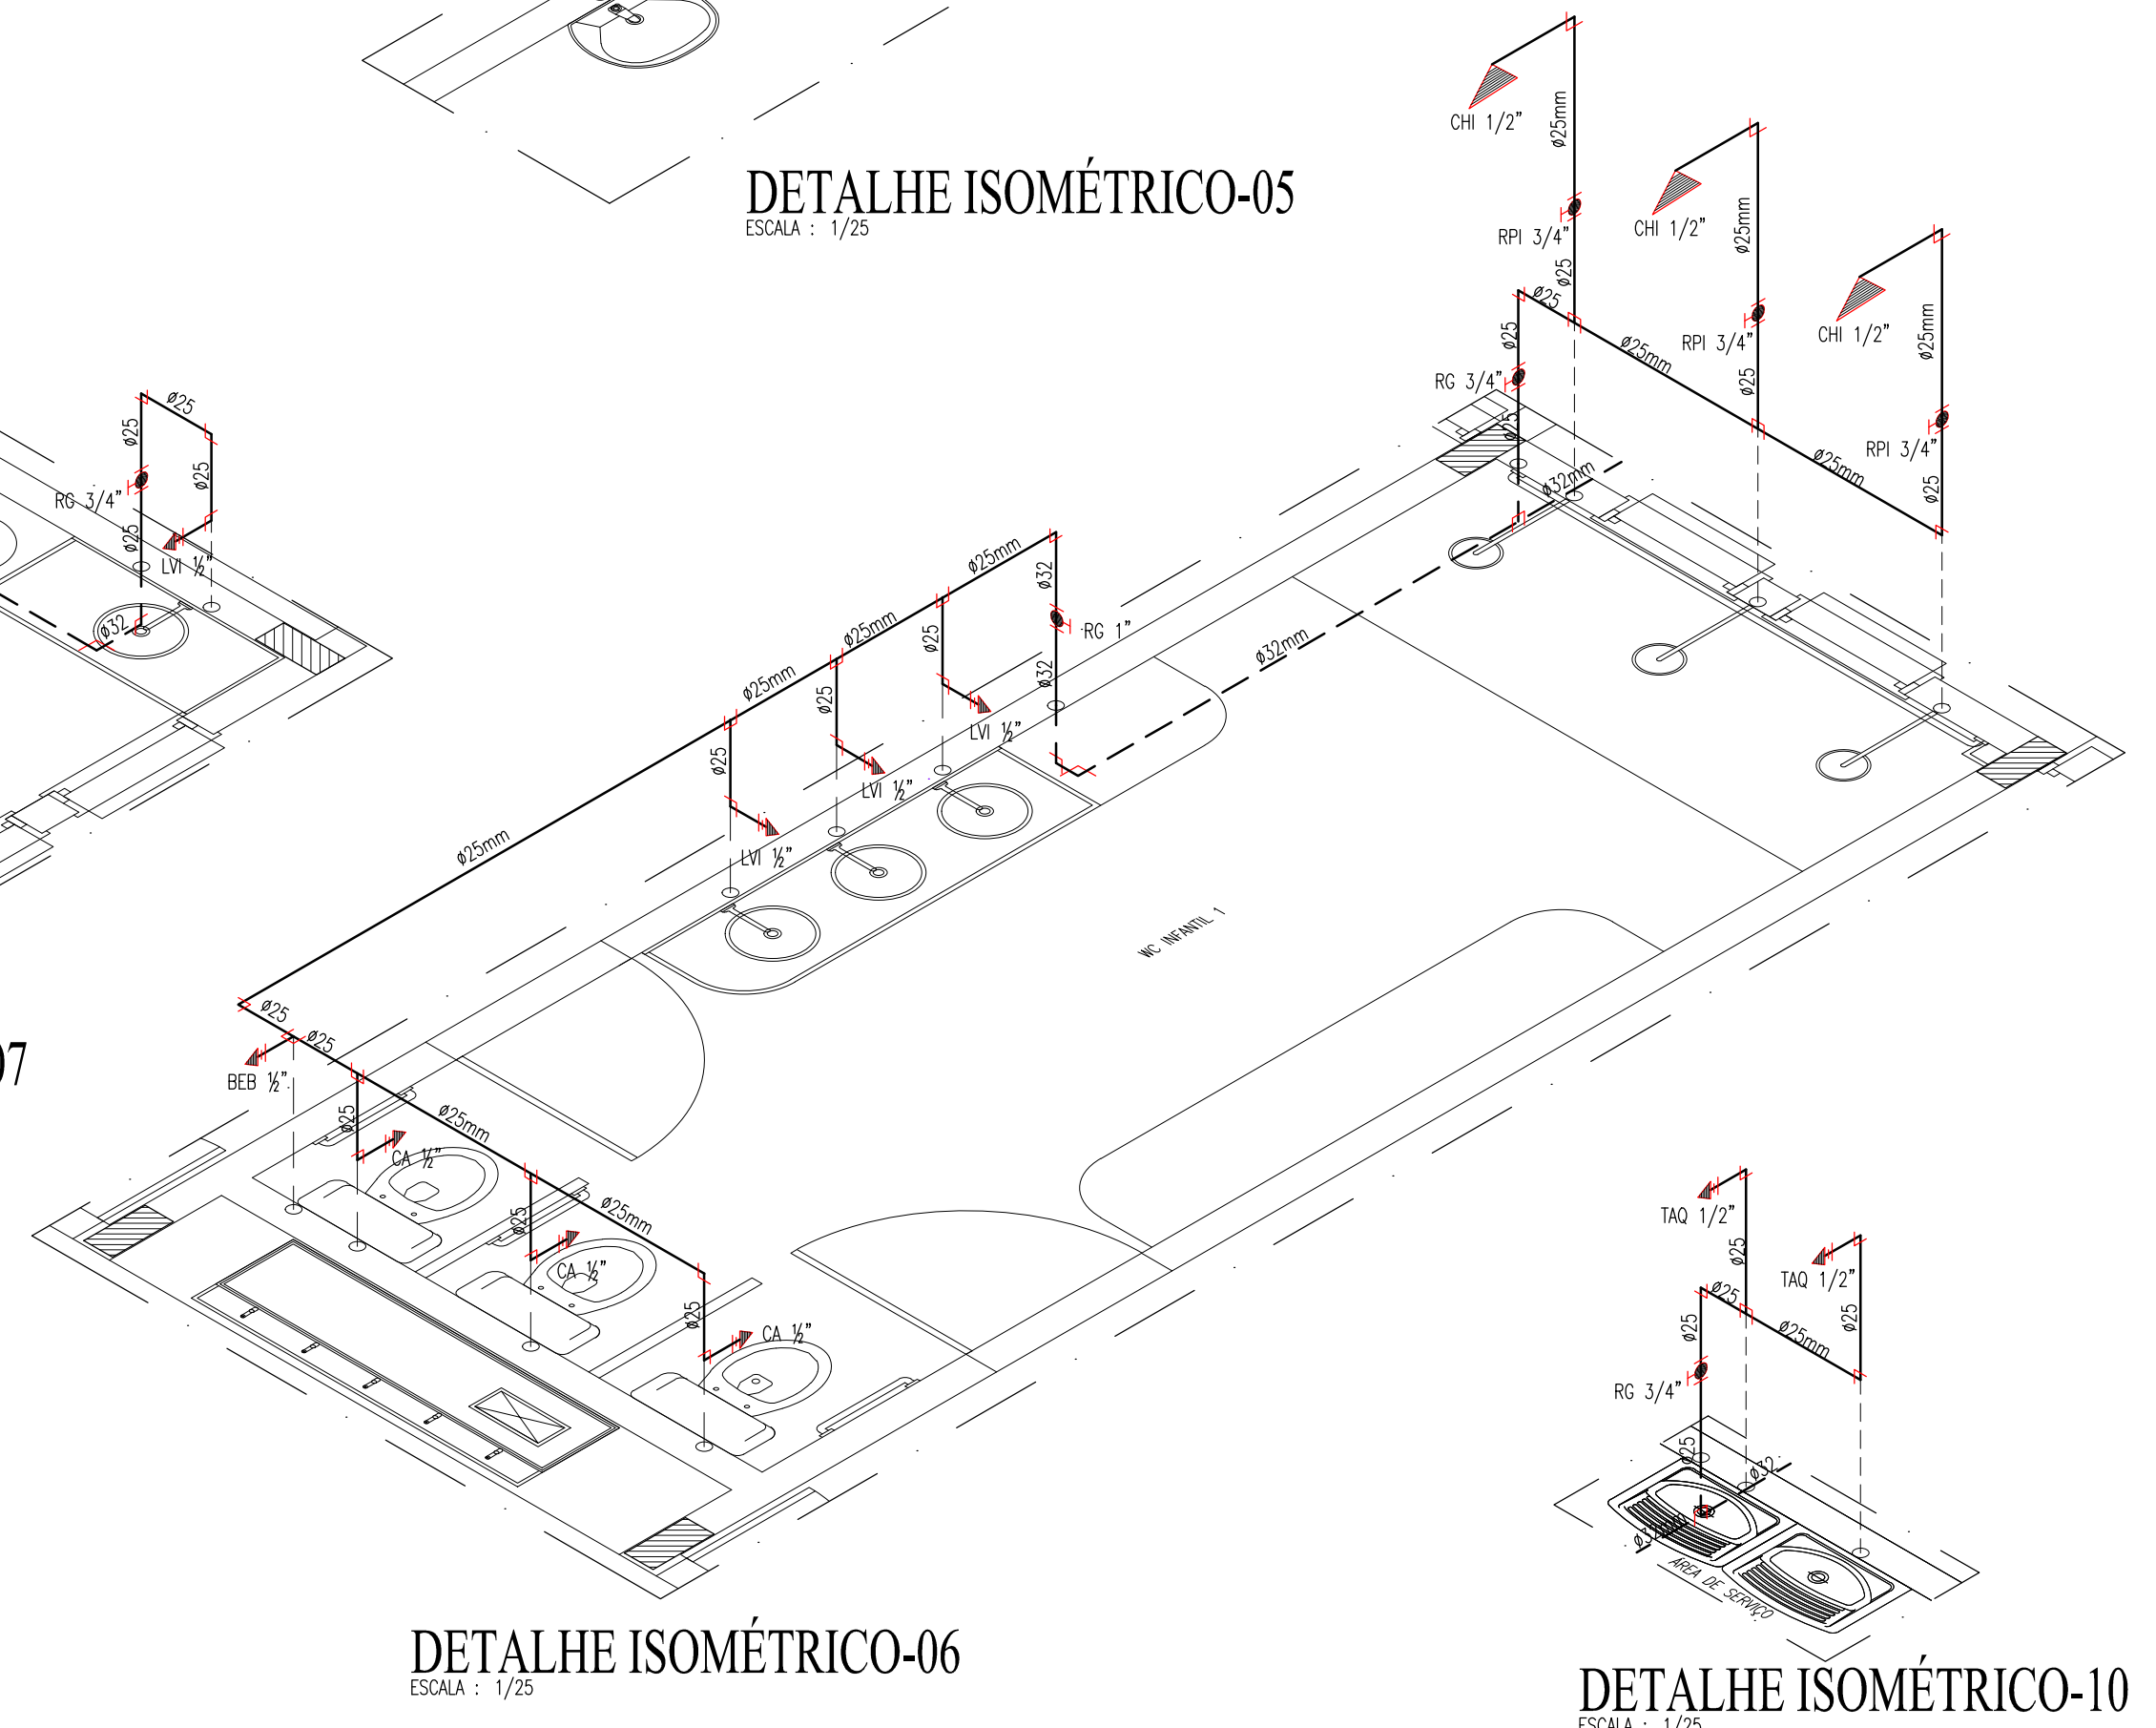 DETALHE ISOMÉTRICO-05
ESCALA : 1/25
CHI 1/2"
ø25mm
RPI 3/4"
ø25
CHI 1/2"
ø25mm
RPI 3/4"
ø25
CHI 1/2"
ø25mm
RPI 3/4"
ø25
ø25
ø25
RG 3/4"
ø25mm
ø25mm
ø32mm
ø25
ø25
ø25
RG 3/4"
ø25
LVI ½"
ø32
ø25mm
ø32
RG 1"
ø32
ø32mm
ø25mm
ø25
LVI ½"
ø25mm
ø25
LVI ½"
ø25
LVI ½"
ø25mm
WC INFANTIL 1
07
ø25
ø25
BEB ½"
ø25
CA ½"
ø25mm
ø25
CA ½"
ø25mm
ø25
CA ½"
DETALHE ISOMÉTRICO-06
ESCALA : 1/25
TAQ 1/2"
ø25
TAQ 1/2"
ø25
ø25
ø25
ø25mm
RG 3/4"
ø25
ø32
ÁREA DE SERVIÇO
DETALHE ISOMÉTRICO-10
ESCALA : 1/25